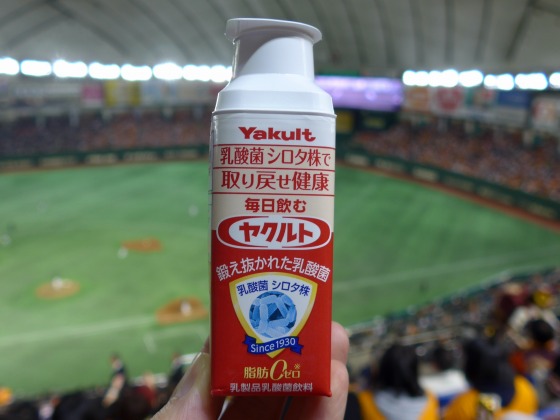 Yakult
乳酸菌 シロタ株で
取り戻せ健康
毎日飲む
ヤクルト
鍛え抜かれた乳酸菌
乳酸菌 シロタ株
Since 1930
脂肪0ゼロ
乳製品乳酸菌飲料